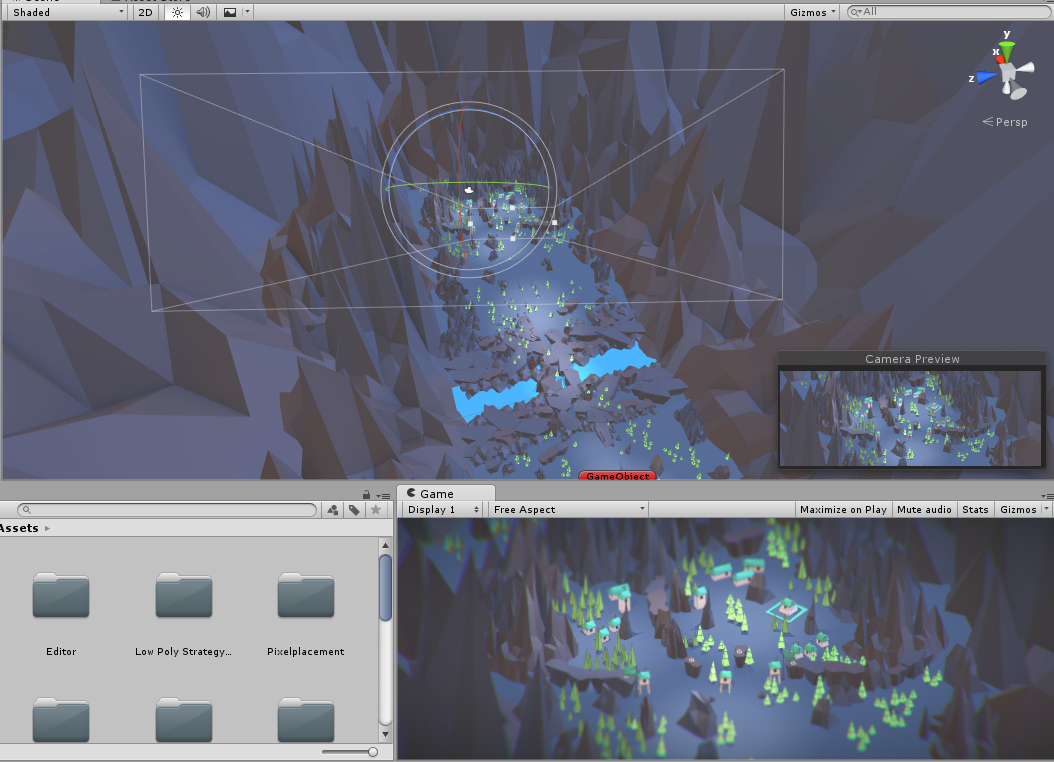 Shaded
2D
Gizmos
All
y
x
z
Persp
Camera Preview
GameObject
Game
Display 1
Free Aspect
Maximize on Play
Mute audio
Stats
Gizmos
Assets
Editor
Low Poly Strategy...
Pixelplacement